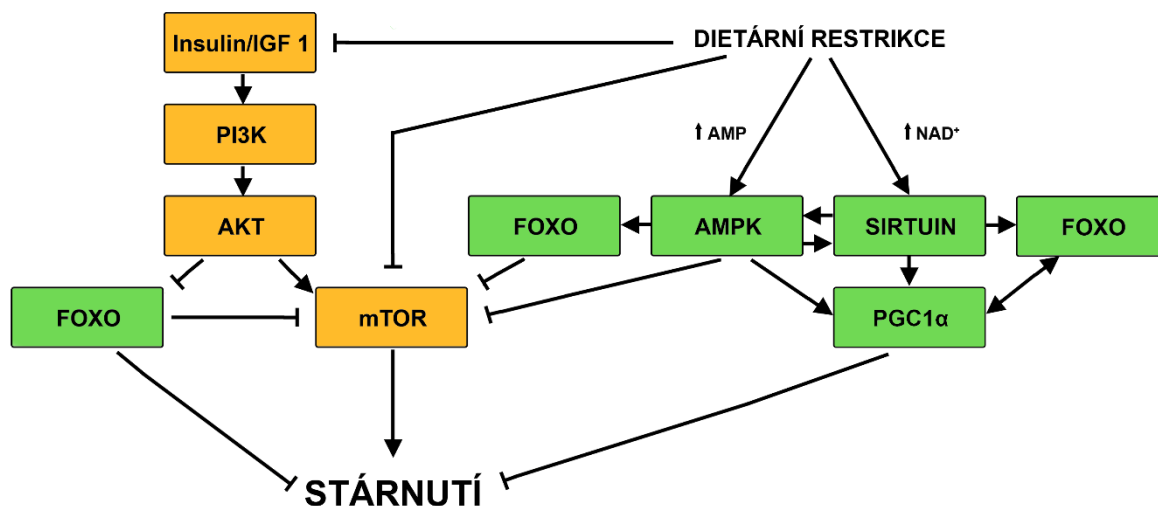 Insulin/IGF 1
DIETÁRNÍ RESTRIKCE
PI3K
⬆ AMP
⬆ NAD⁺
AKT
FOXO
AMPK
SIRTUIN
FOXO
FOXO
mTOR
PGC1α
STÁRNUTÍ